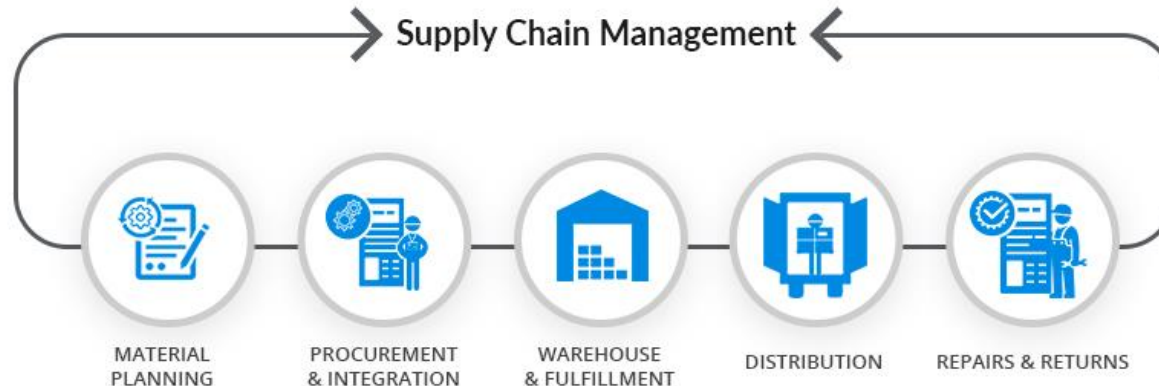 Supply Chain Management
MATERIAL
PLANNING
PROCUREMENT
& INTEGRATION
WAREHOUSE
& FULFILLMENT
DISTRIBUTION
REPAIRS & RETURNS